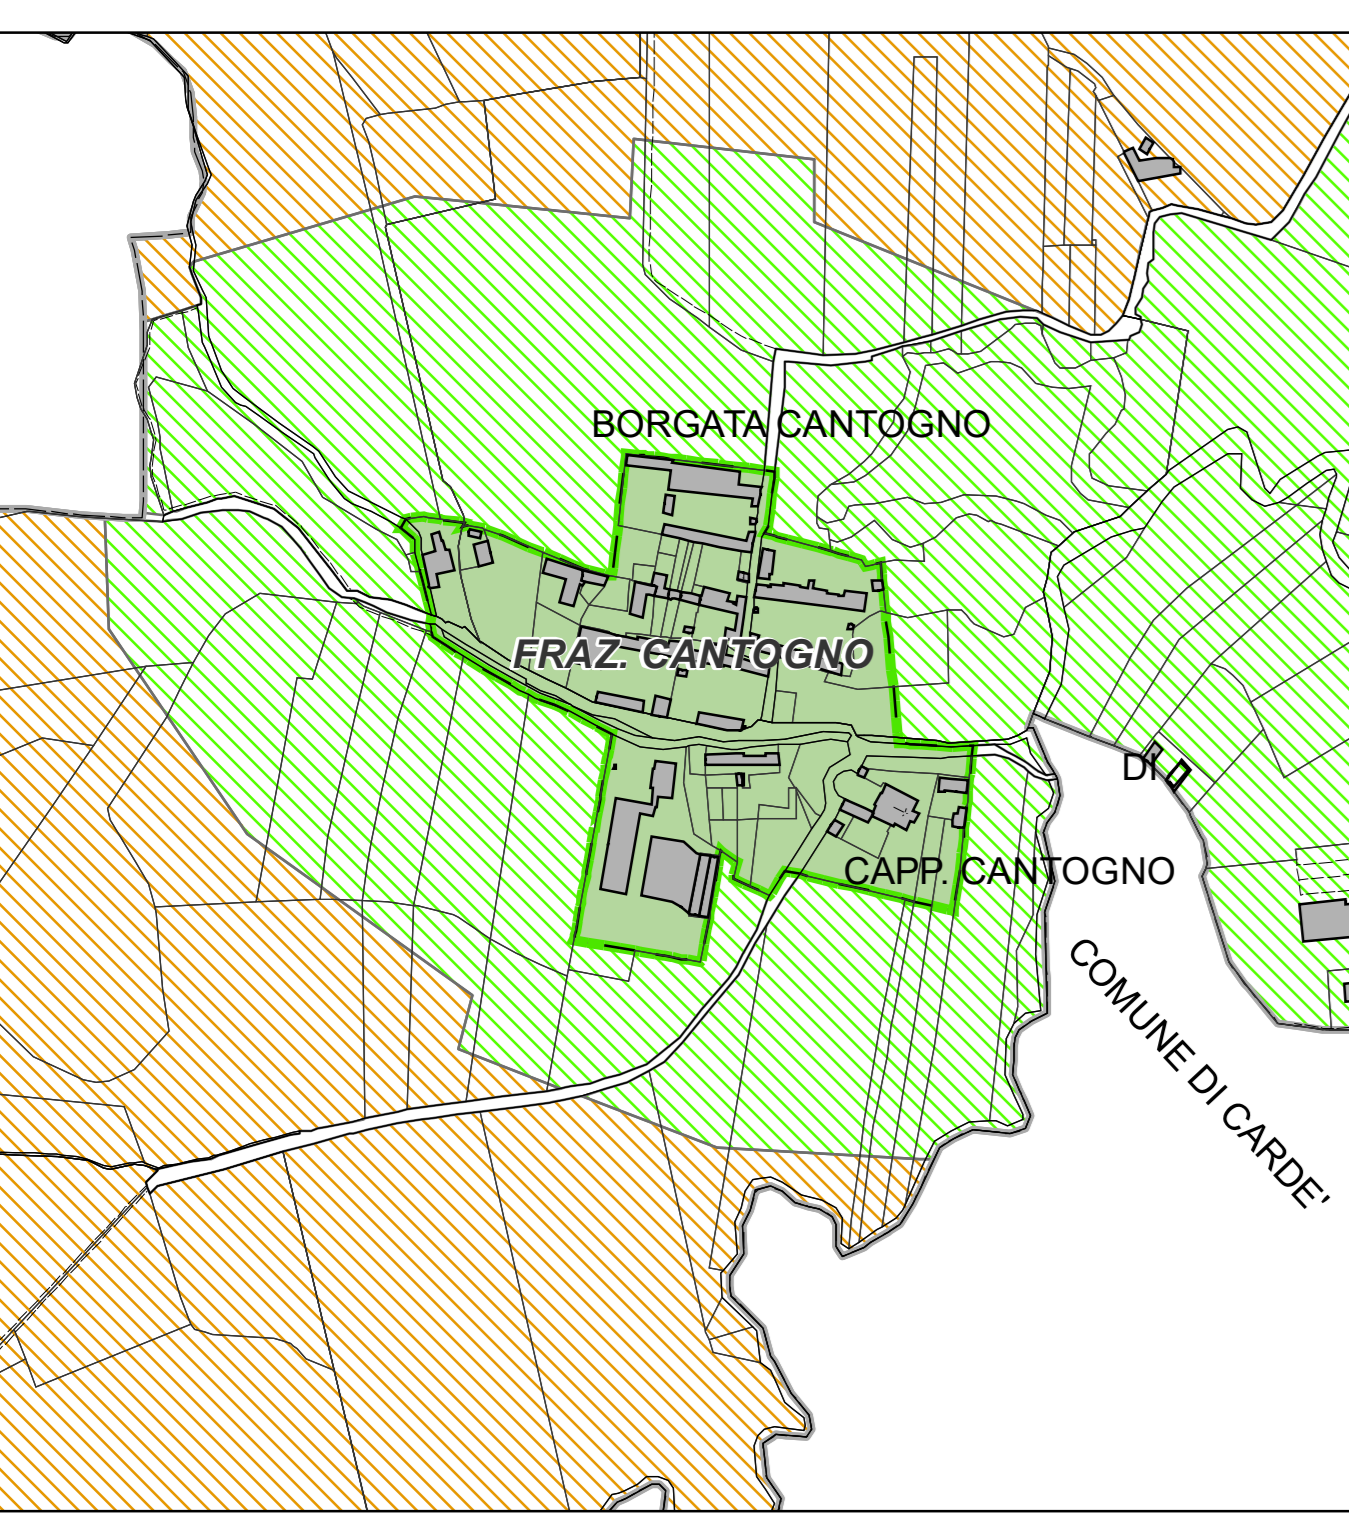 BORGATA CANTOGNO
FRAZ. CANTOGNO
DI
CAPP. CANTOGNO
COMUNE DI CARDE'